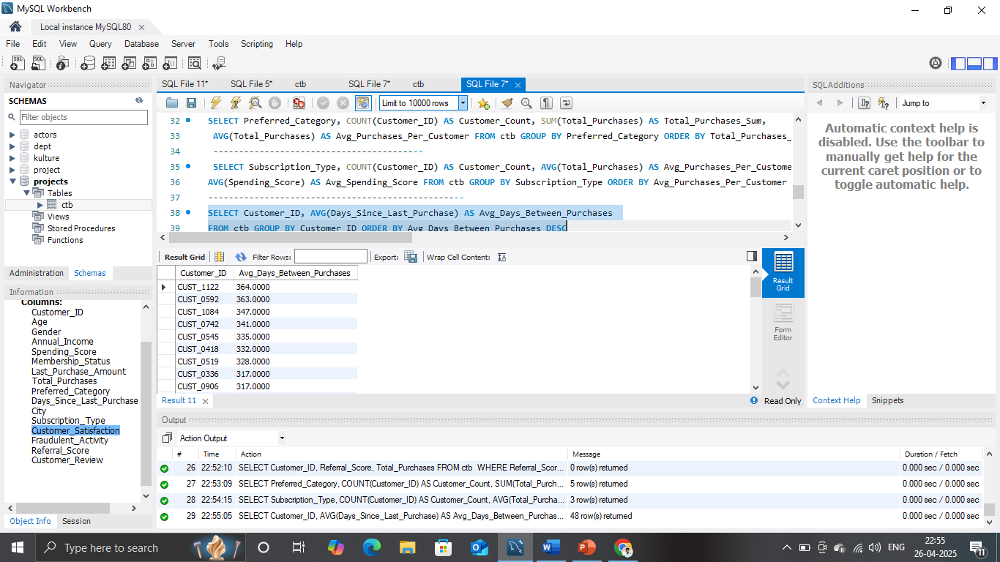 MySQL Workbench
Local instance MySQL80
File Edit View Query Database Server Tools Scripting Help
Navigator
SCHEMAS
Filter objects
actors
dept
kulture
project
projects
Tables
ctb
Views
Stored Procedures
Functions
Administration Schemas
Information
Columns:
Customer_ID
Age
Gender
Annual_Income
Spending_Score
Membership_Status
Last_Purchase_Amount
Total_Purchases
Preferred_Category
Days_Since_Last_Purchase
City
Subscription_Type
Customer_Satisfaction
Fraudulent_Activity
Referral_Score
Customer_Review
Object Info Session
SQL File 11* SQL File 5* ctb SQL File 7* ctb SQL File 7*
Limit to 10000 rows
32 SELECT Preferred_Category, COUNT(Customer_ID) AS Customer_Count, SUM(Total_Purchases) AS Total_Purchases_Sum,
33 AVG(Total_Purchases) AS Avg_Purchases_Per_Customer FROM ctb GROUP BY Preferred_Category ORDER BY Total_Purchases_
34 -----------------------------------------
35 SELECT Subscription_Type, COUNT(Customer_ID) AS Customer_Count, AVG(Total_Purchases) AS Avg_Purchases_Per_Custome
36 AVG(Spending_Score) AS Avg_Spending_Score FROM ctb GROUP BY Subscription_Type ORDER BY Avg_Purchases_Per_Customer
37 --------------------------------------------------
38 SELECT Customer_ID, AVG(Days_Since_Last_Purchase) AS Avg_Days_Between_Purchases
39 FROM ctb GROUP BY Customer_ID ORDER BY Avg_Days_Between_Purchases DESC
Result Grid Filter Rows: Export: Wrap Cell Content:
Customer_ID Avg_Days_Between_Purchases
CUST_1122 364.0000
CUST_0592 363.0000
CUST_1084 347.0000
CUST_0742 341.0000
CUST_0545 335.0000
CUST_0418 332.0000
CUST_0519 328.0000
CUST_0336 317.0000
CUST_0906 317.0000
Result Grid
Form Editor
Result 11
Read Only
Output
Action Output
# Time Action Message Duration / Fetch
26 22:52:10 SELECT Customer_ID, Referral_Score, Total_Purchases FROM ctb WHERE Referral_Scor... 0 row(s) returned 0.000 sec / 0.000 sec
27 22:53:09 SELECT Preferred_Category, COUNT(Customer_ID) AS Customer_Count, SUM(Total_Purch... 5 row(s) returned 0.000 sec / 0.000 sec
28 22:54:15 SELECT Subscription_Type, COUNT(Customer_ID) AS Customer_Count, AVG(Total_Purcha... 3 row(s) returned 0.000 sec / 0.000 sec
29 22:55:05 SELECT Customer_ID, AVG(Days_Since_Last_Purchase) AS Avg_Days_Between_Purchas... 48 row(s) returned 0.000 sec / 0.000 sec
SQLAdditions
Jump to
Automatic context help is
disabled. Use the toolbar to
manually get help for the
current caret position or to
toggle automatic help.
Context Help Snippets
Type here to search
ENG
22:55
26-04-2025
11